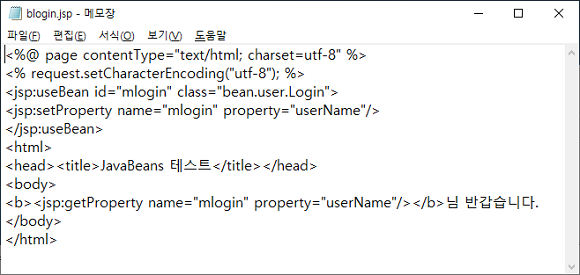 blogin.jsp - 메모장
파일(F) 편집(E) 서식(O) 보기(V) 도움말
<%@ page contentType="text/html; charset=utf-8" %>
<% request.setCharacterEncoding("utf-8"); %>
<jsp:useBean id="mlogin" class="bean.user.Login">
<jsp:setProperty name="mlogin" property="userName"/>
</jsp:useBean>
<html>
<head><title>JavaBeans 테스트</title></head>
<body>
<b><jsp:getProperty name="mlogin" property="userName"/></b>님 반갑습니다.
</body>
</html>